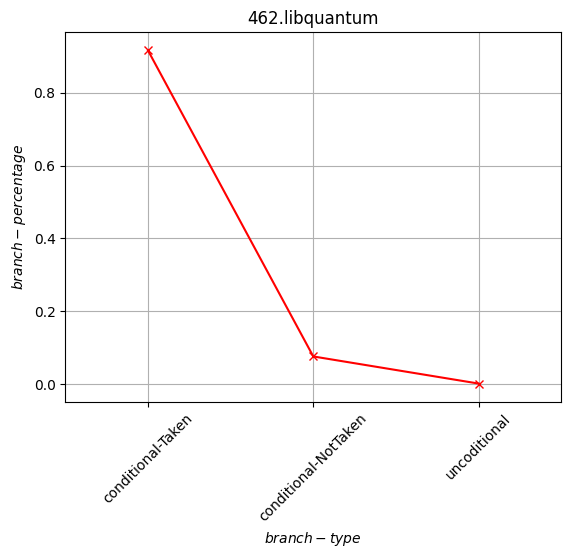 462.libquantum
branch − percentage
0.8
0.6
0.4
0.2
0.0
conditional-Taken
conditional-NotTaken
uncoditional
branch − type